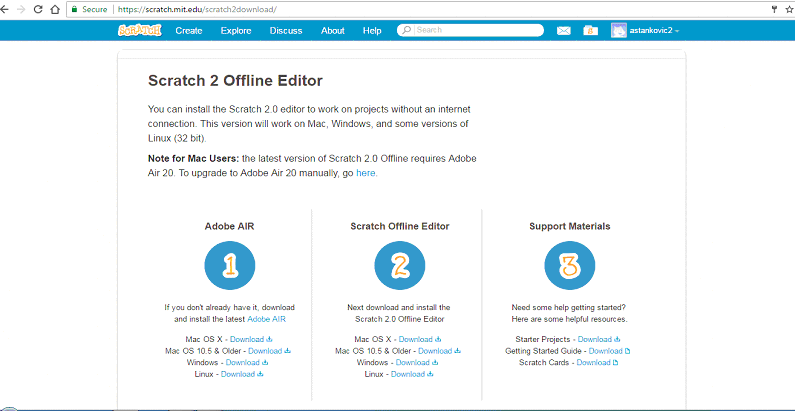 Secure https://scratch.mit.edu/scratch2download/
SCRATCH Create Explore Discuss About Help Search astankovic2
Scratch 2 Offline Editor
You can install the Scratch 2.0 editor to work on projects without an internet
connection. This version will work on Mac, Windows, and some versions of
Linux (32 bit).
Note for Mac Users: the latest version of Scratch 2.0 Offline requires Adobe
Air 20. To upgrade to Adobe Air 20 manually, go here.
Adobe AIR
1
If you don't already have it, download
and install the latest Adobe AIR
Mac OS X - Download
Mac OS 10.5 & Older - Download
Windows - Download
Linux - Download
Scratch Offline Editor
2
Next download and install the
Scratch 2.0 Offline Editor
Mac OS X - Download
Mac OS 10.5 & Older - Download
Windows - Download
Linux - Download
Support Materials
3
Need some help getting started?
Here are some helpful resources.
Starter Projects - Download
Getting Started Guide - Download
Scratch Cards - Download